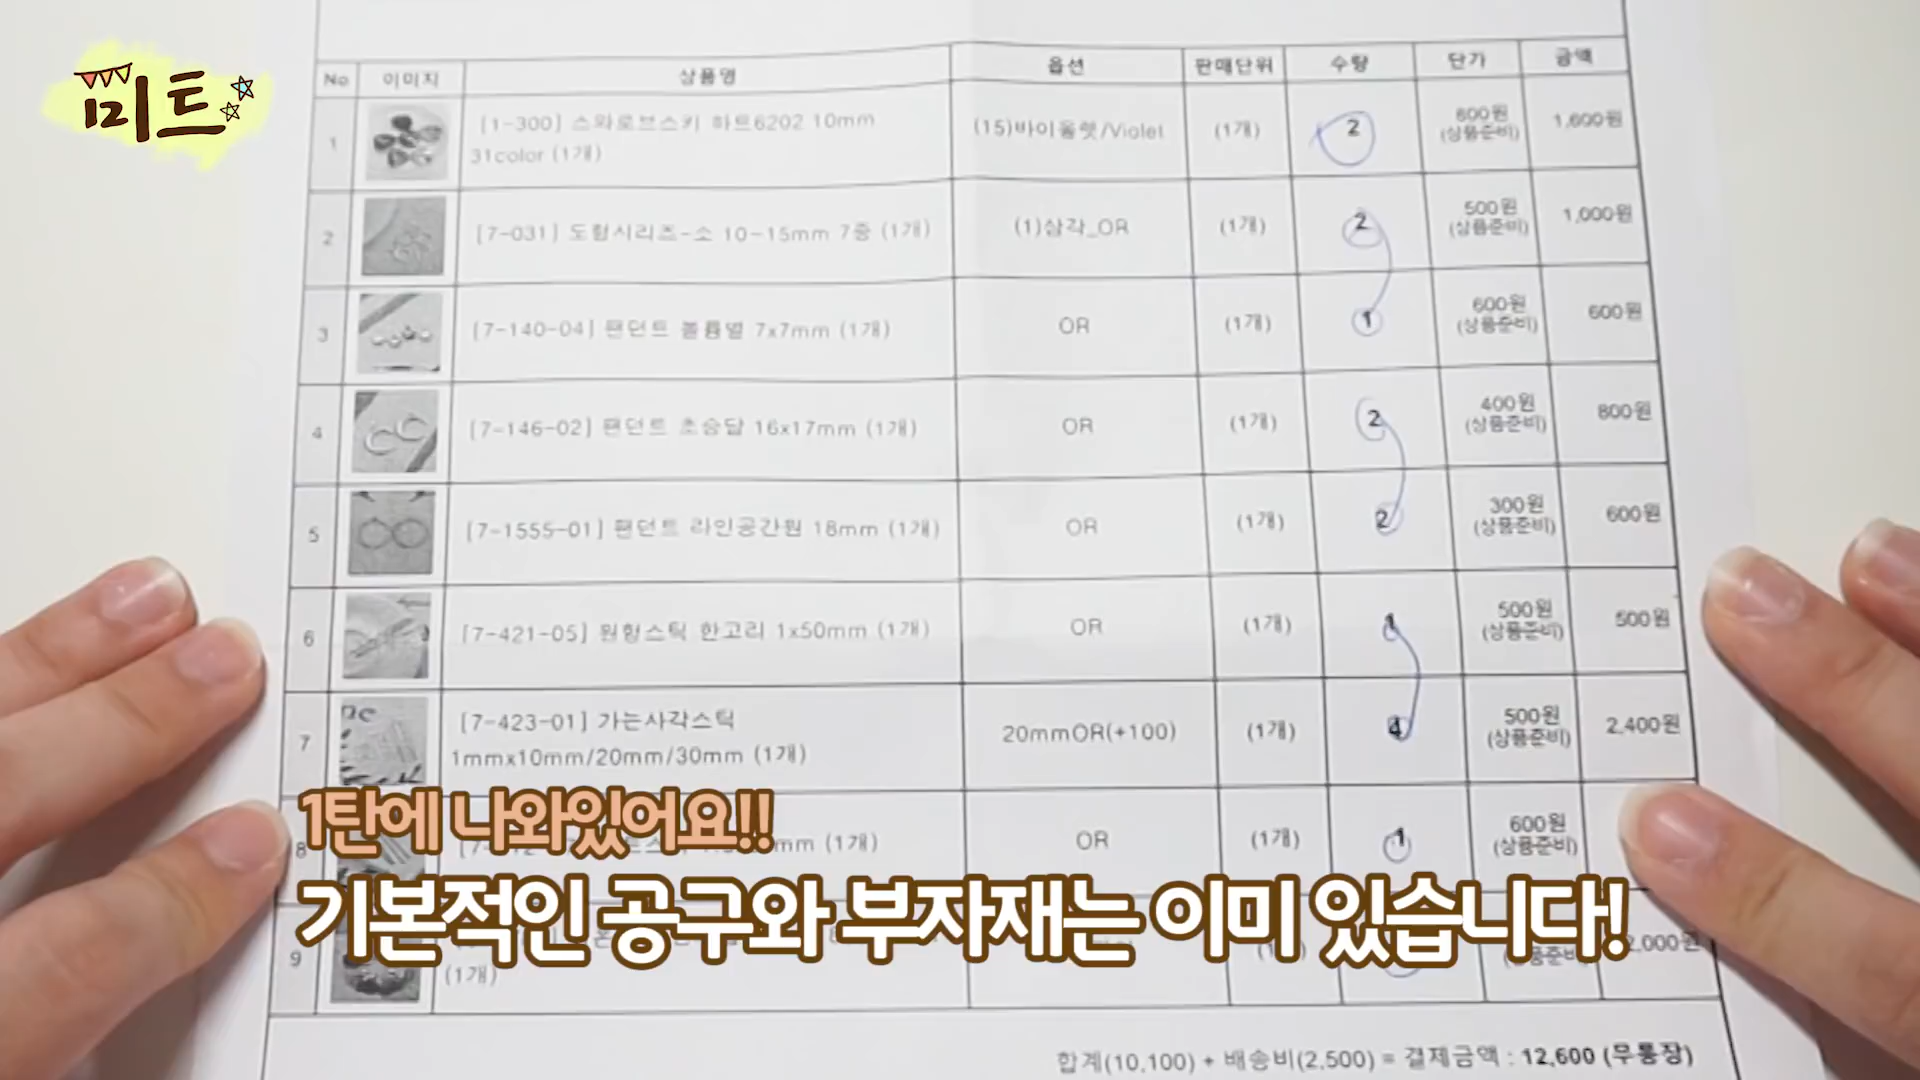 미트
No 이미지 상품명 옵션 판매단위 수량 단가 금액
1 [1-300] 스와로브스키 하트6202 10mm 31color (1개) (15)바이올렛/Violet (1개) 2 800원 (상품준비) 1,600원
2 [7-031] 도형시리즈-소 10-15mm 7종 (1개) (1)삼각_OR (1개) 2 500원 (상품준비) 1,000원
3 [7-140-04] 팬던트 볼륨별 7x7mm (1개) OR (1개) 1 600원 (상품준비) 600원
4 [7-146-02] 팬던트 초승달 16x17mm (1개) OR (1개) 2 400원 (상품준비) 800원
5 [7-1555-01] 팬던트 라인공간원 18mm (1개) OR (1개) 2 300원 (상품준비) 600원
6 [7-421-05] 원형스틱 한고리 1x50mm (1개) OR (1개) 1 500원 (상품준비) 500원
7 [7-423-01] 가는사각스틱 1mmx10mm/20mm/30mm (1개) 20mmOR(+100) (1개) 4 500원 (상품준비) 2,400원
1탄에 나와있어요!!!
8 mm (1개) OR (1개) 1 600원 (상품준비)
기본적인 공구와 부자재는 이미 있습니다!
9 (1개) 2,000원
합계(10,100) + 배송비(2,500) = 결제금액 : 12,600 (무통장)